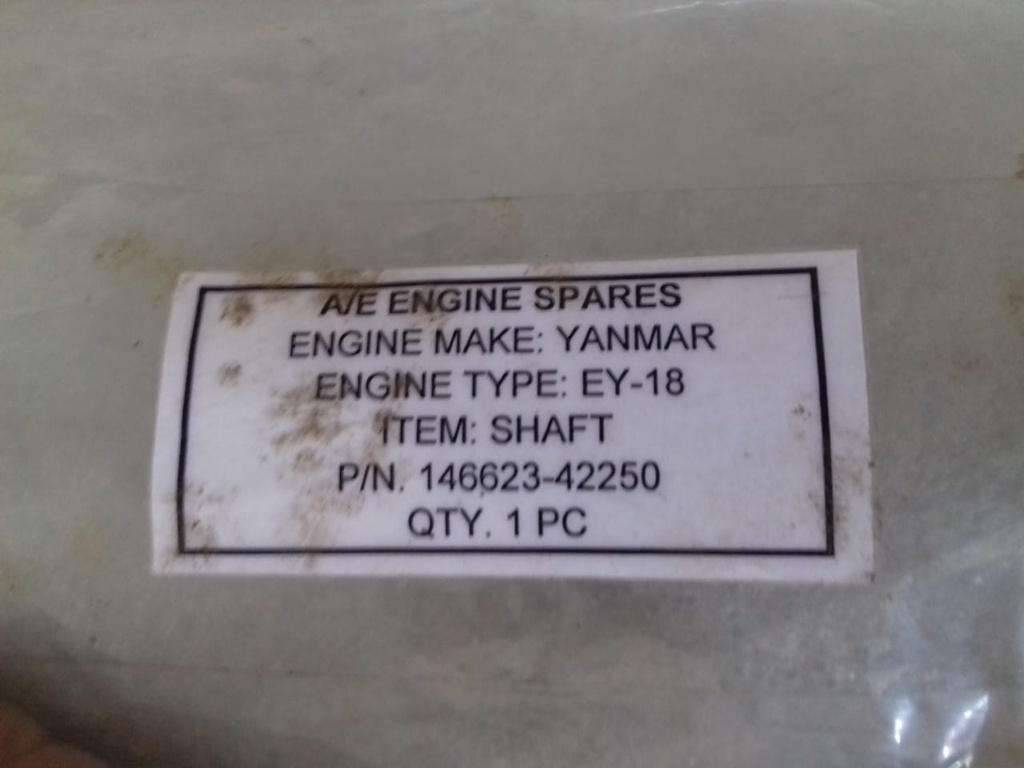 A/E ENGINE SPARES
ENGINE MAKE: YANMAR
ENGINE TYPE: EY-18
ITEM: SHAFT
P/N. 146623-42250
QTY. 1 PC